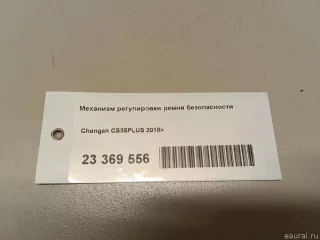 Механизм регулировки ремня безопасности
Changan CS35PLUS 2018>
23 369 556
eaural.ru